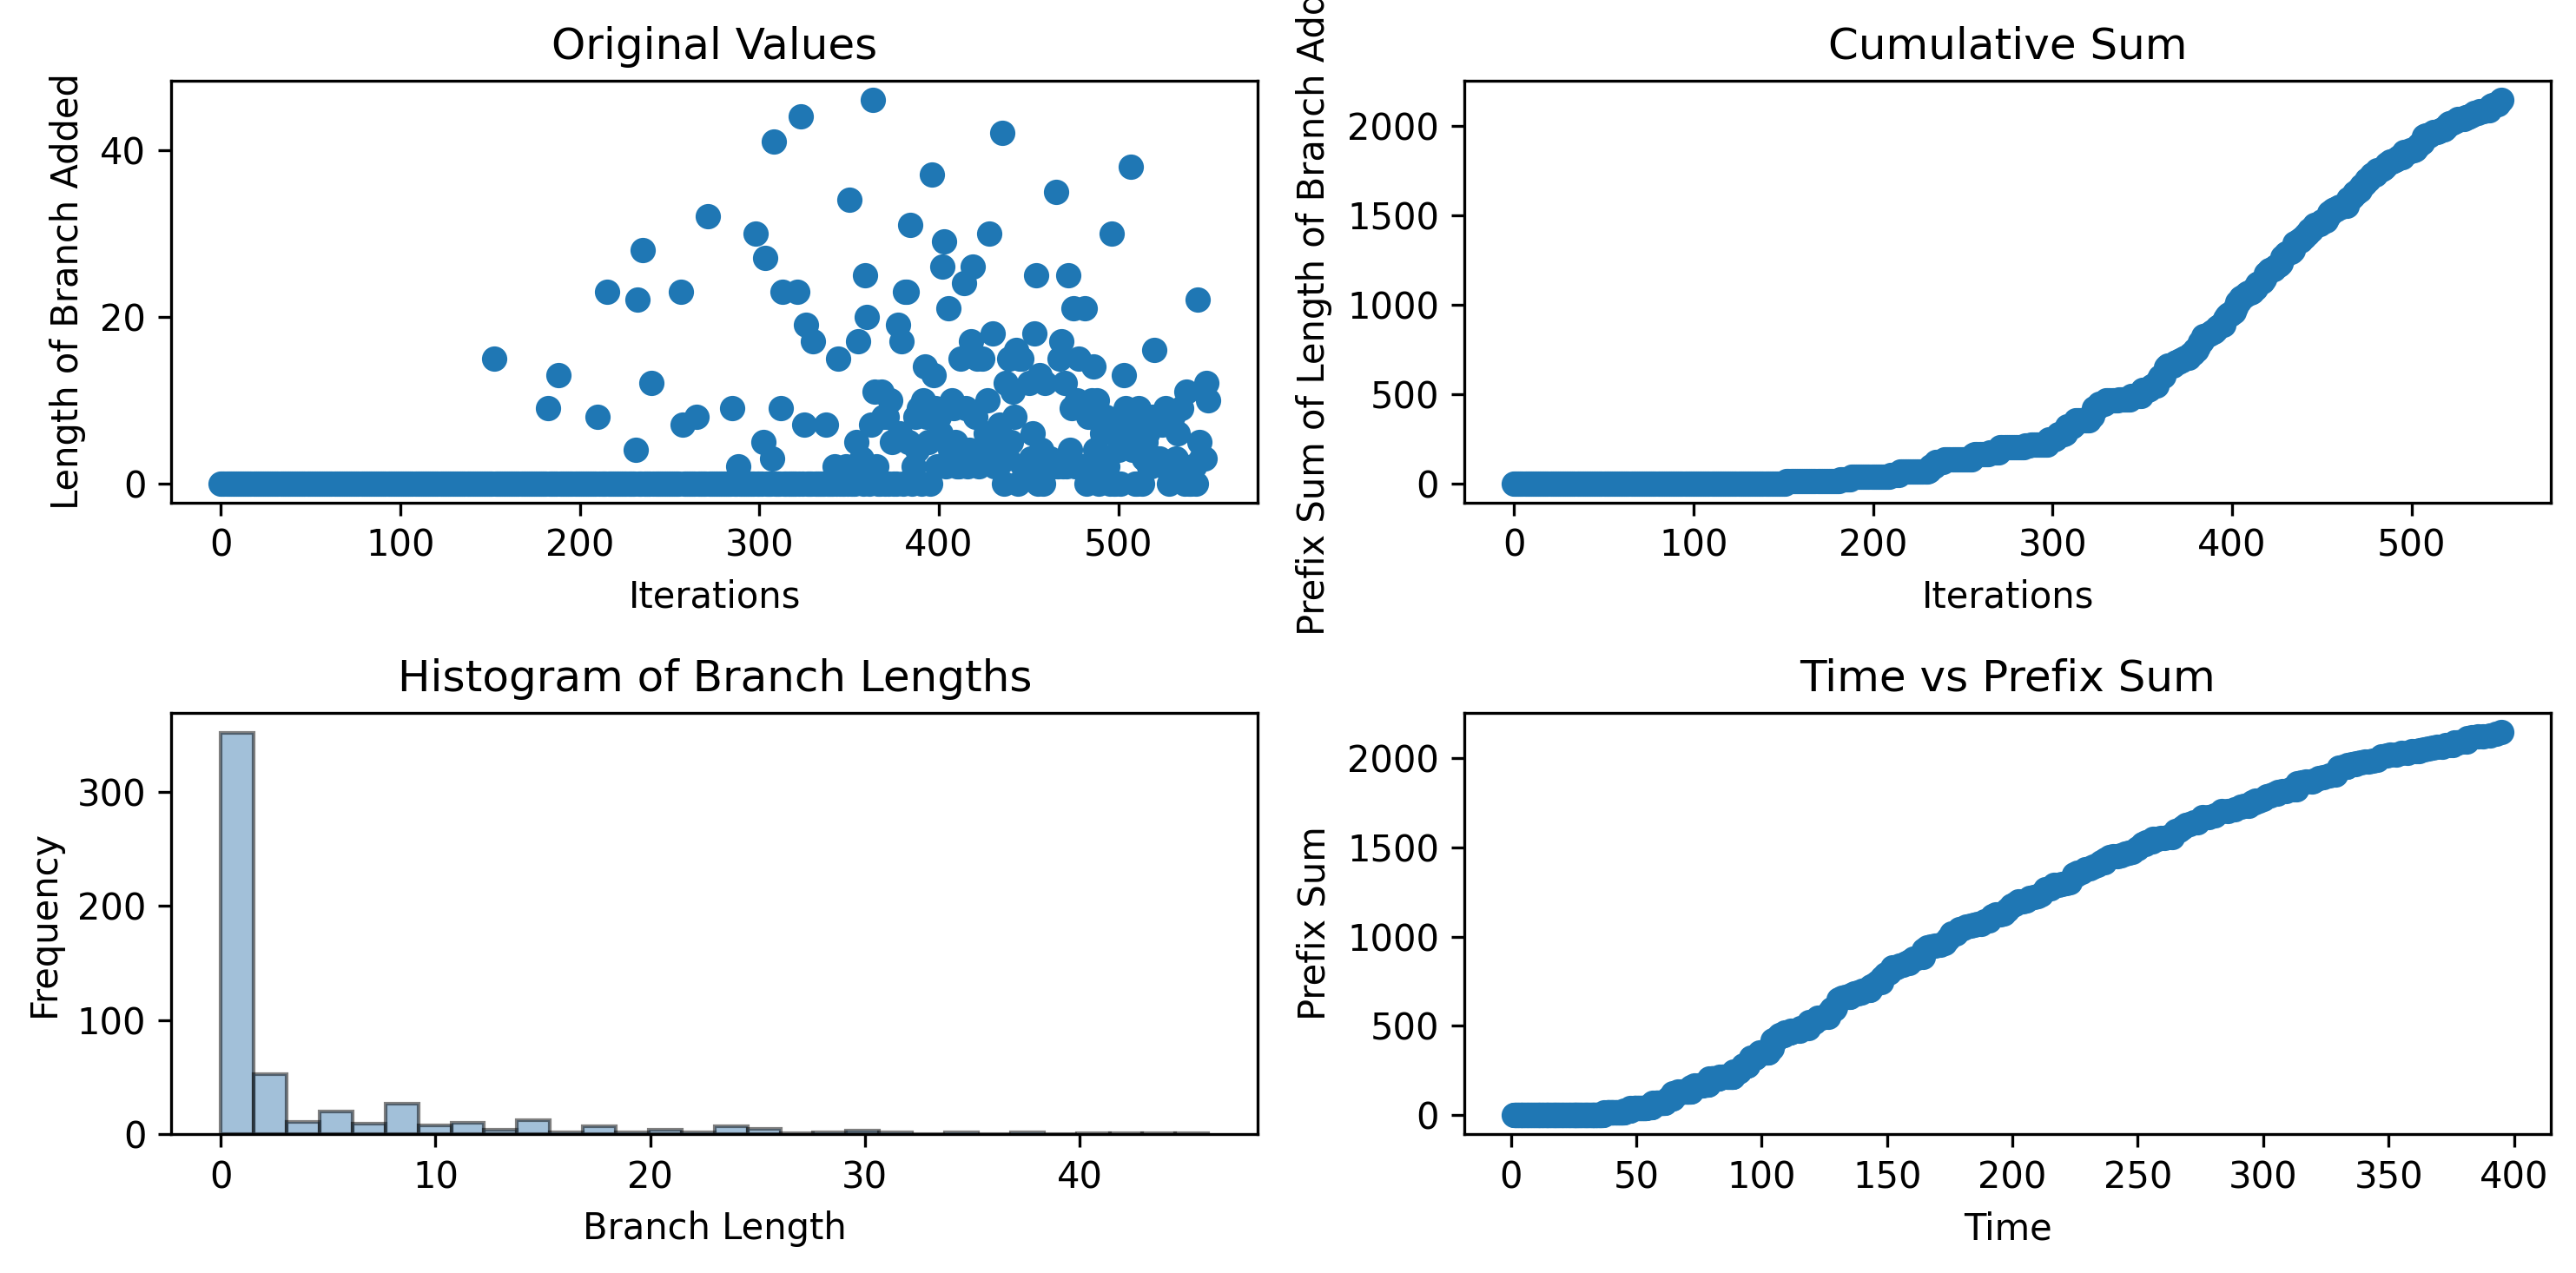 Original Values
Length of Branch Added
40
20
0
0 100 200 300 400 500
Iterations
Cumulative Sum
Prefix Sum of Length of Branch
2000
1500
1000
500
0
0 100 200 300 400 500
Iterations
Histogram of Branch Lengths
Frequency
300
200
100
0
0 10 20 30 40
Branch Length
Time vs Prefix Sum
Prefix Sum
2000
1500
1000
500
0
0 50 100 150 200 250 300 350 400
Time